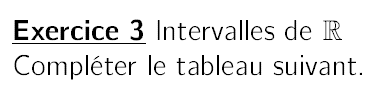 Exercice 3 Intervalles de ℝ
Compléter le tableau suivant.